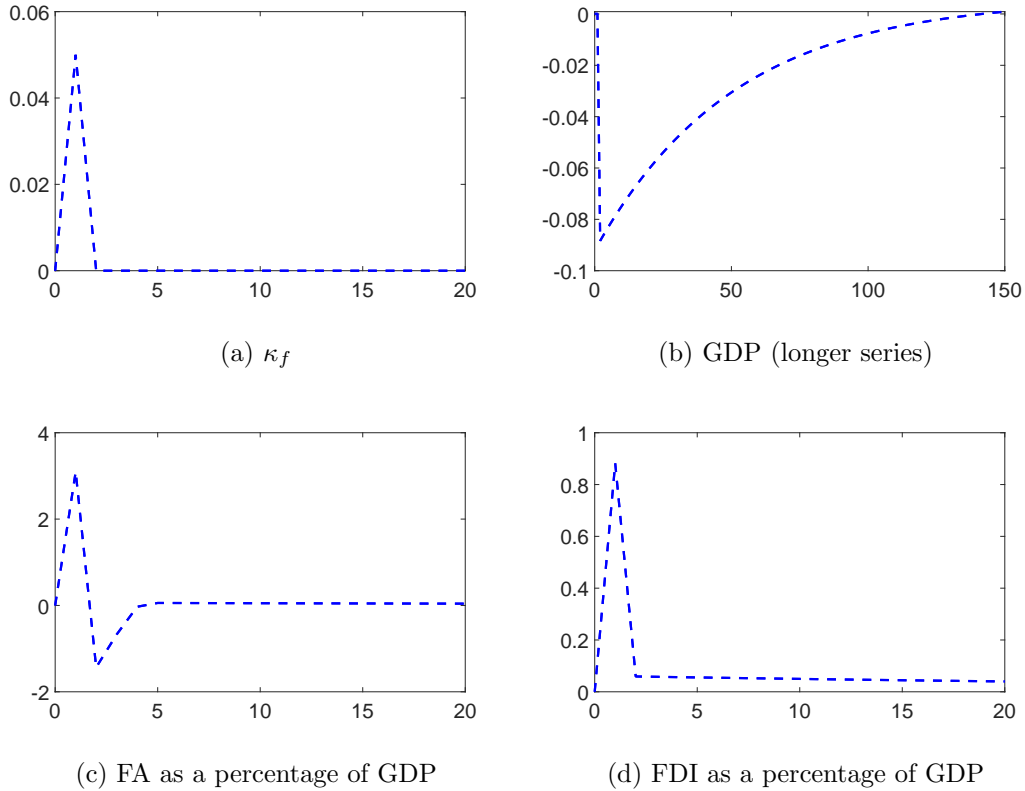 0.06
0.04
0.02
0
0 5 10 15 20
(a) κf
0
-0.02
-0.04
-0.06
-0.08
-0.1
0 50 100 150
(b) GDP (longer series)
4
2
0
-2
0 5 10 15 20
(c) FA as a percentage of GDP
1
0.8
0.6
0.4
0.2
0
0 5 10 15 20
(d) FDI as a percentage of GDP